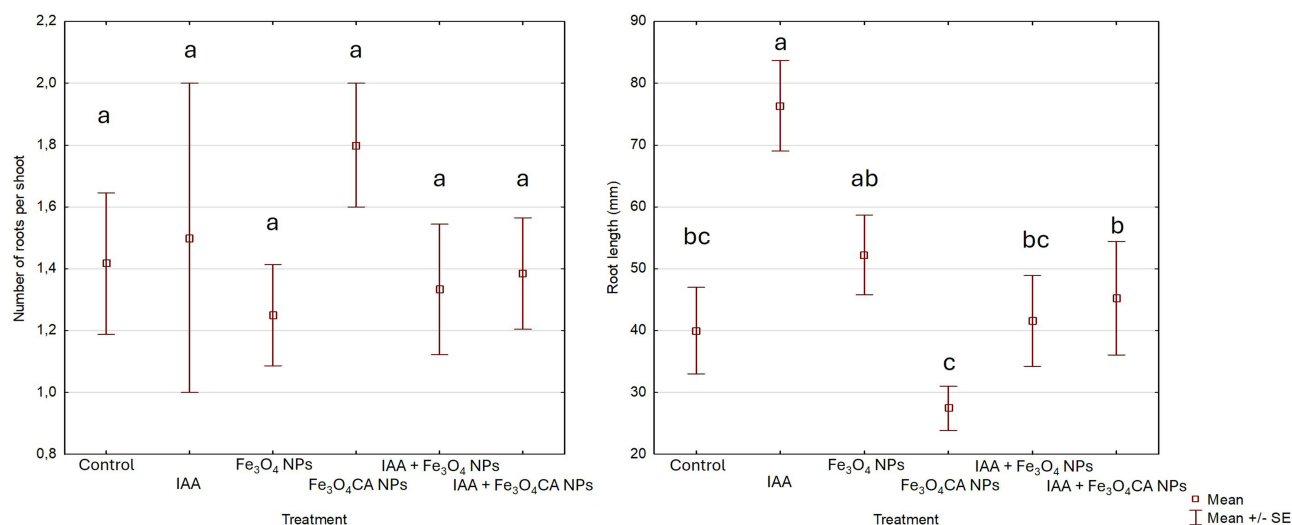 2,2
2,0
1,8
1,6
1,4
1,2
1,0
0,8
Number of roots per shoot
a
a
a
a
a
a
Control
IAA
Fe₃O₄ NPs
Fe₃O₄CA NPs
IAA + Fe₃O₄ NPs
IAA + Fe₃O₄CA NPs
Treatment
90
80
70
60
50
40
30
20
Root length (mm)
bc
a
ab
c
bc
b
Control
IAA
Fe₃O₄ NPs
Fe₃O₄CA NPs
IAA + Fe₃O₄ NPs
IAA + Fe₃O₄CA NPs
Treatment
Mean
Mean +/- SE